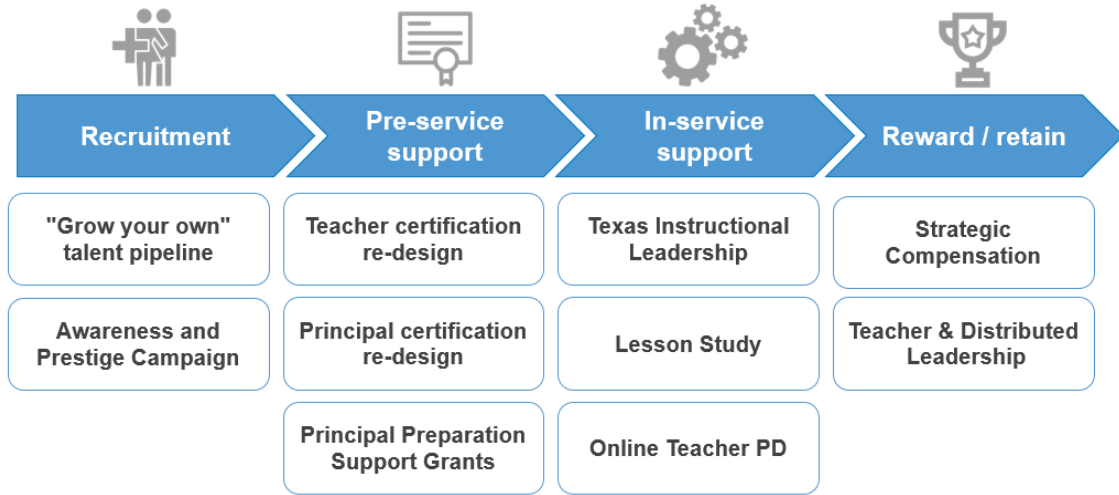 Recruitment
Pre-service
support
In-service
support
Reward / retain
"Grow your own"
talent pipeline
Teacher certification
re-design
Texas Instructional
Leadership
Strategic
Compensation
Awareness and
Prestige Campaign
Principal certification
re-design
Lesson Study
Teacher & Distributed
Leadership
Principal Preparation
Support Grants
Online Teacher PD